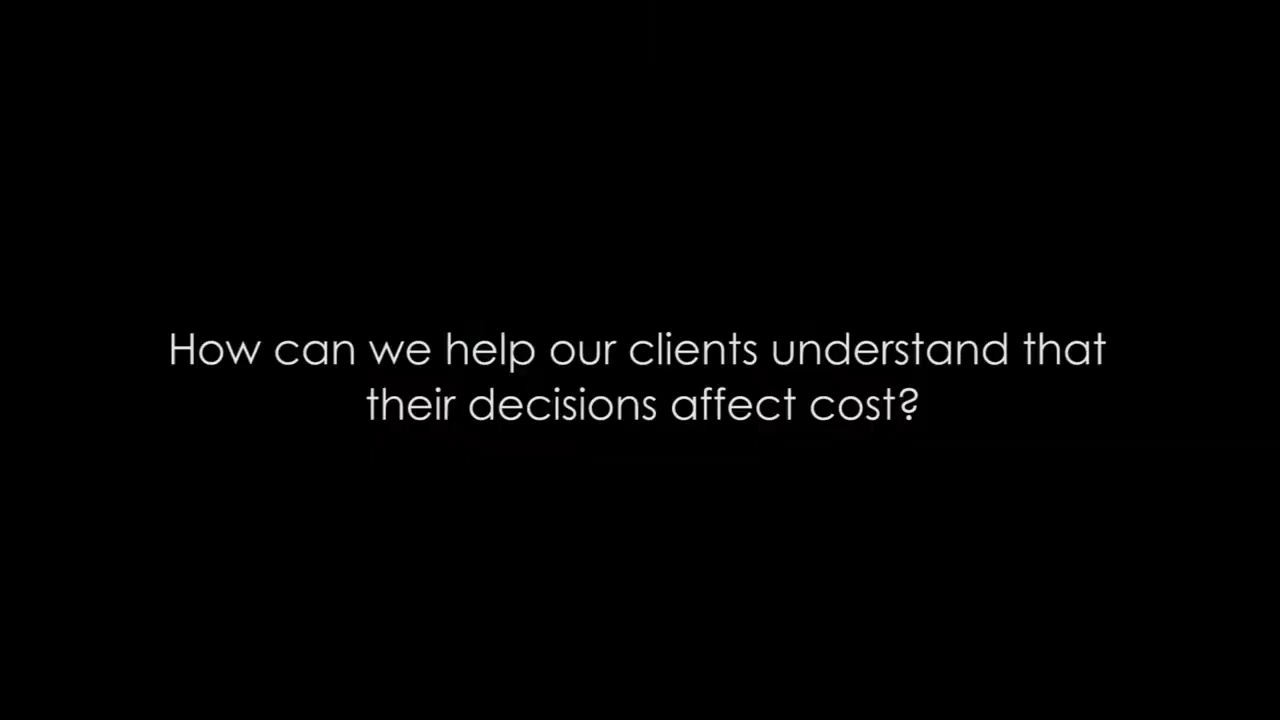 How can we help our clients understand that
their decisions affect cost?